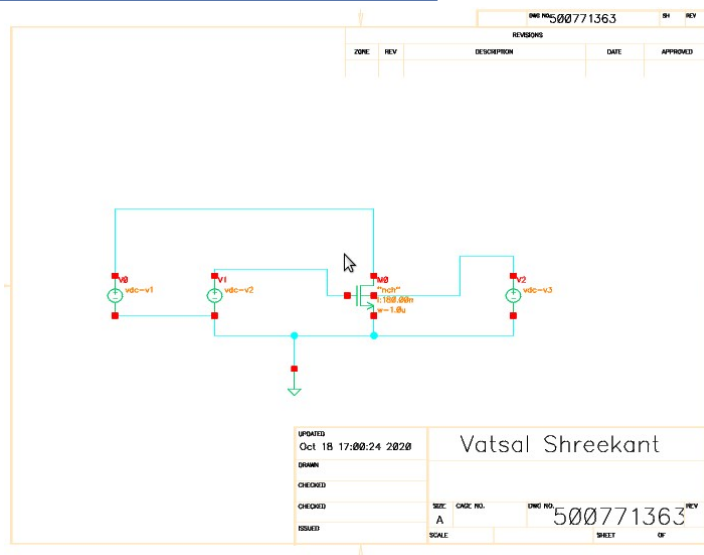 DWG NO. 500771363 SH REV
REVISIONS
ZONE REV DESCRIPTION DATE APPROVED
V0
vdc=v1
V1
vdc=v2
M0
"nch"
l:180.00n
w=1.0u
V2
vdc=v3
UPDATED
Oct 18 17:00:24 2020
Vatsal Shreekant
DRAWN
CHECKED
CHECKED
ISSUED
SIZE CAGE NO. DWG NO. REV
A 500771363
SCALE SHEET OF